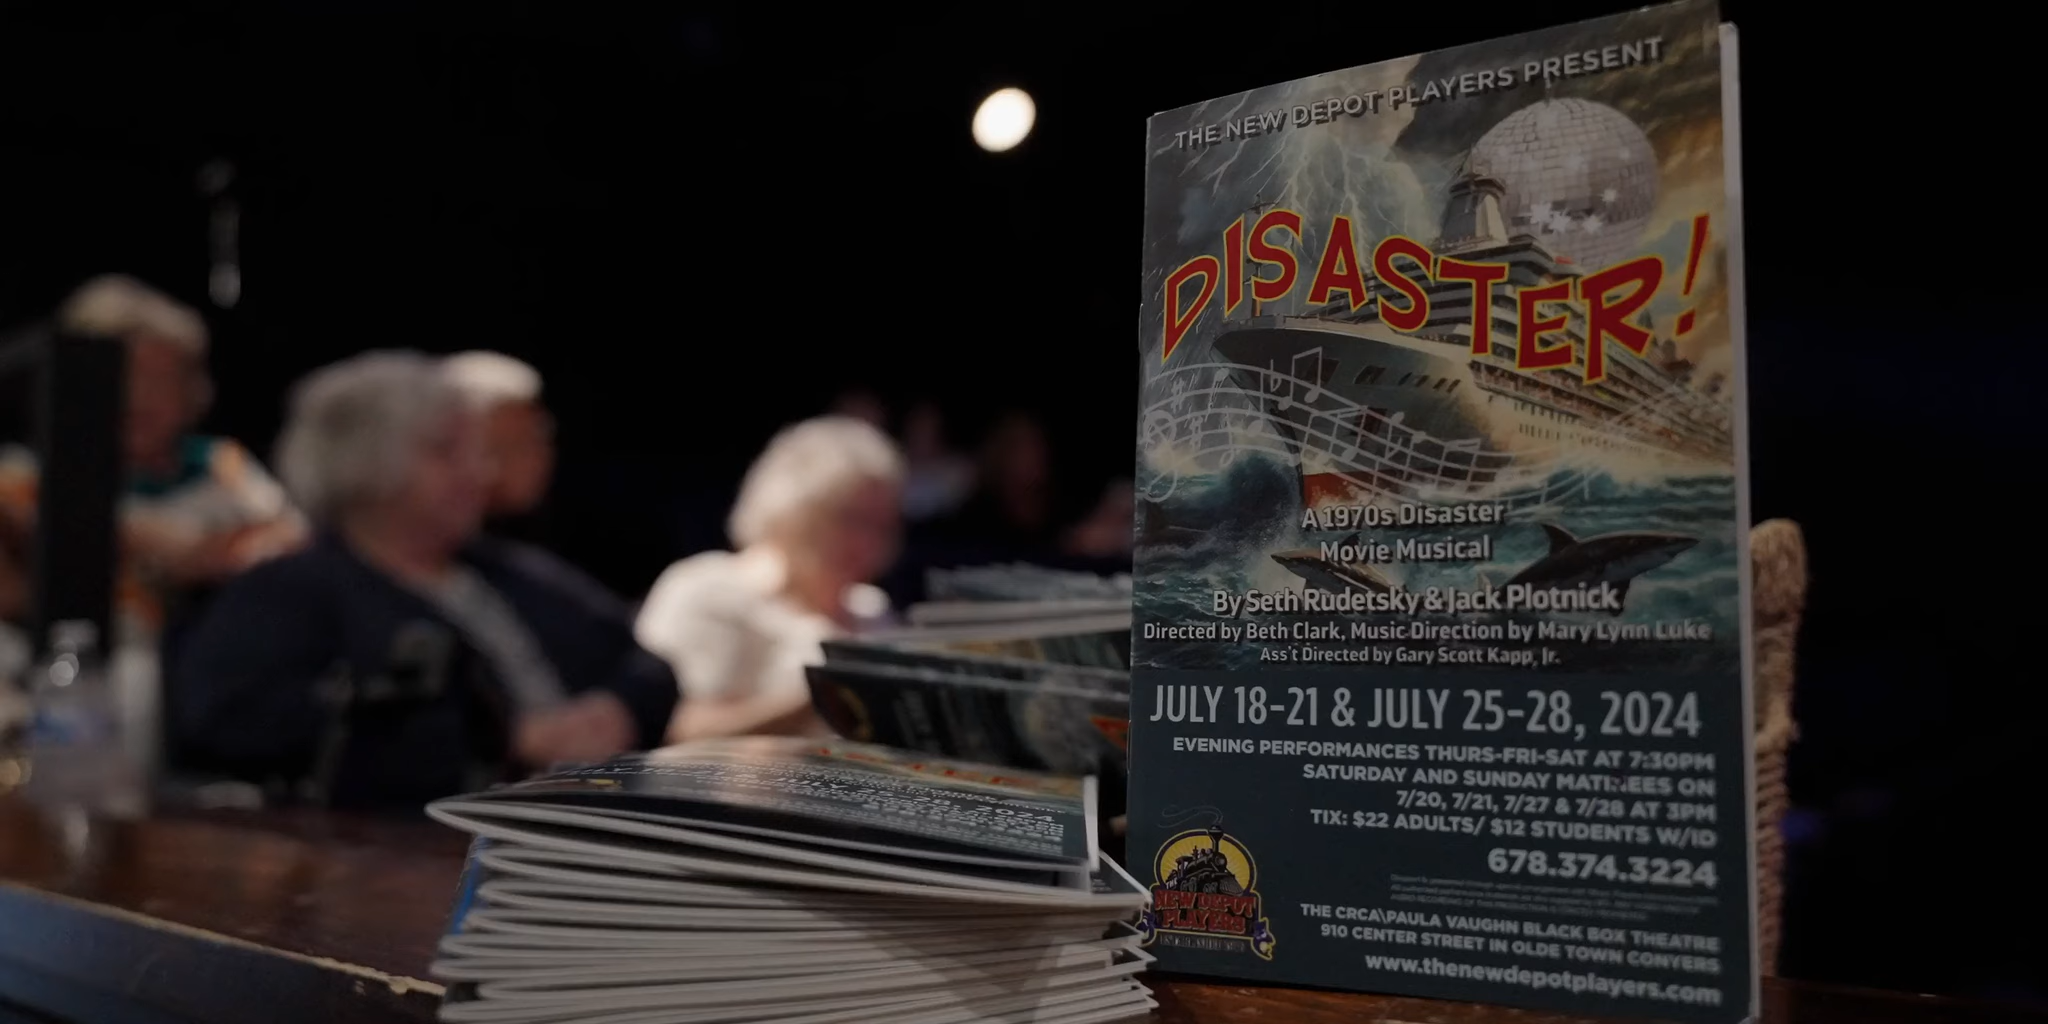 THE NEW DEPOT PLAYERS PRESENT
DISASTER!
A 1970s Disaster
Movie Musical
By Seth Rudetsky & Jack Plotnick
Directed by Beth Clark, Music Direction by Mary Lynn Luke
Ass't Directed by Gary Scott Kapp, Jr.
JULY 18-21 & JULY 25-28, 2024
EVENING PERFORMANCES THURS-FRI-SAT AT 7:30PM
SATURDAY AND SUNDAY MATINEES ON
7/20, 7/21, 7/27 & 7/28 AT 3PM
TIX: $22 ADULTS/ $12 STUDENTS W/ID
678.374.3224
THE CRCA\PAULA VAUGHN BLACK BOX THEATRE
910 CENTER STREET IN OLDE TOWN CONYERS
www.thenewdepotplayers.com
THE
NEW DEPOT
PLAYERS